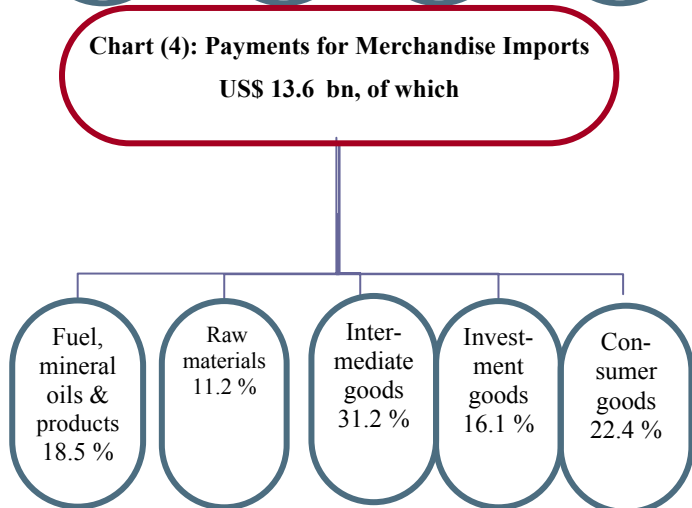 Chart (4): Payments for Merchandise Imports
US$ 13.6 bn, of which
Fuel,
mineral
oils &
products
18.5 %
Raw
materials
11.2 %
Inter-
mediate
goods
31.2 %
Invest-
ment
goods
16.1 %
Con-
sumer
goods
22.4 %